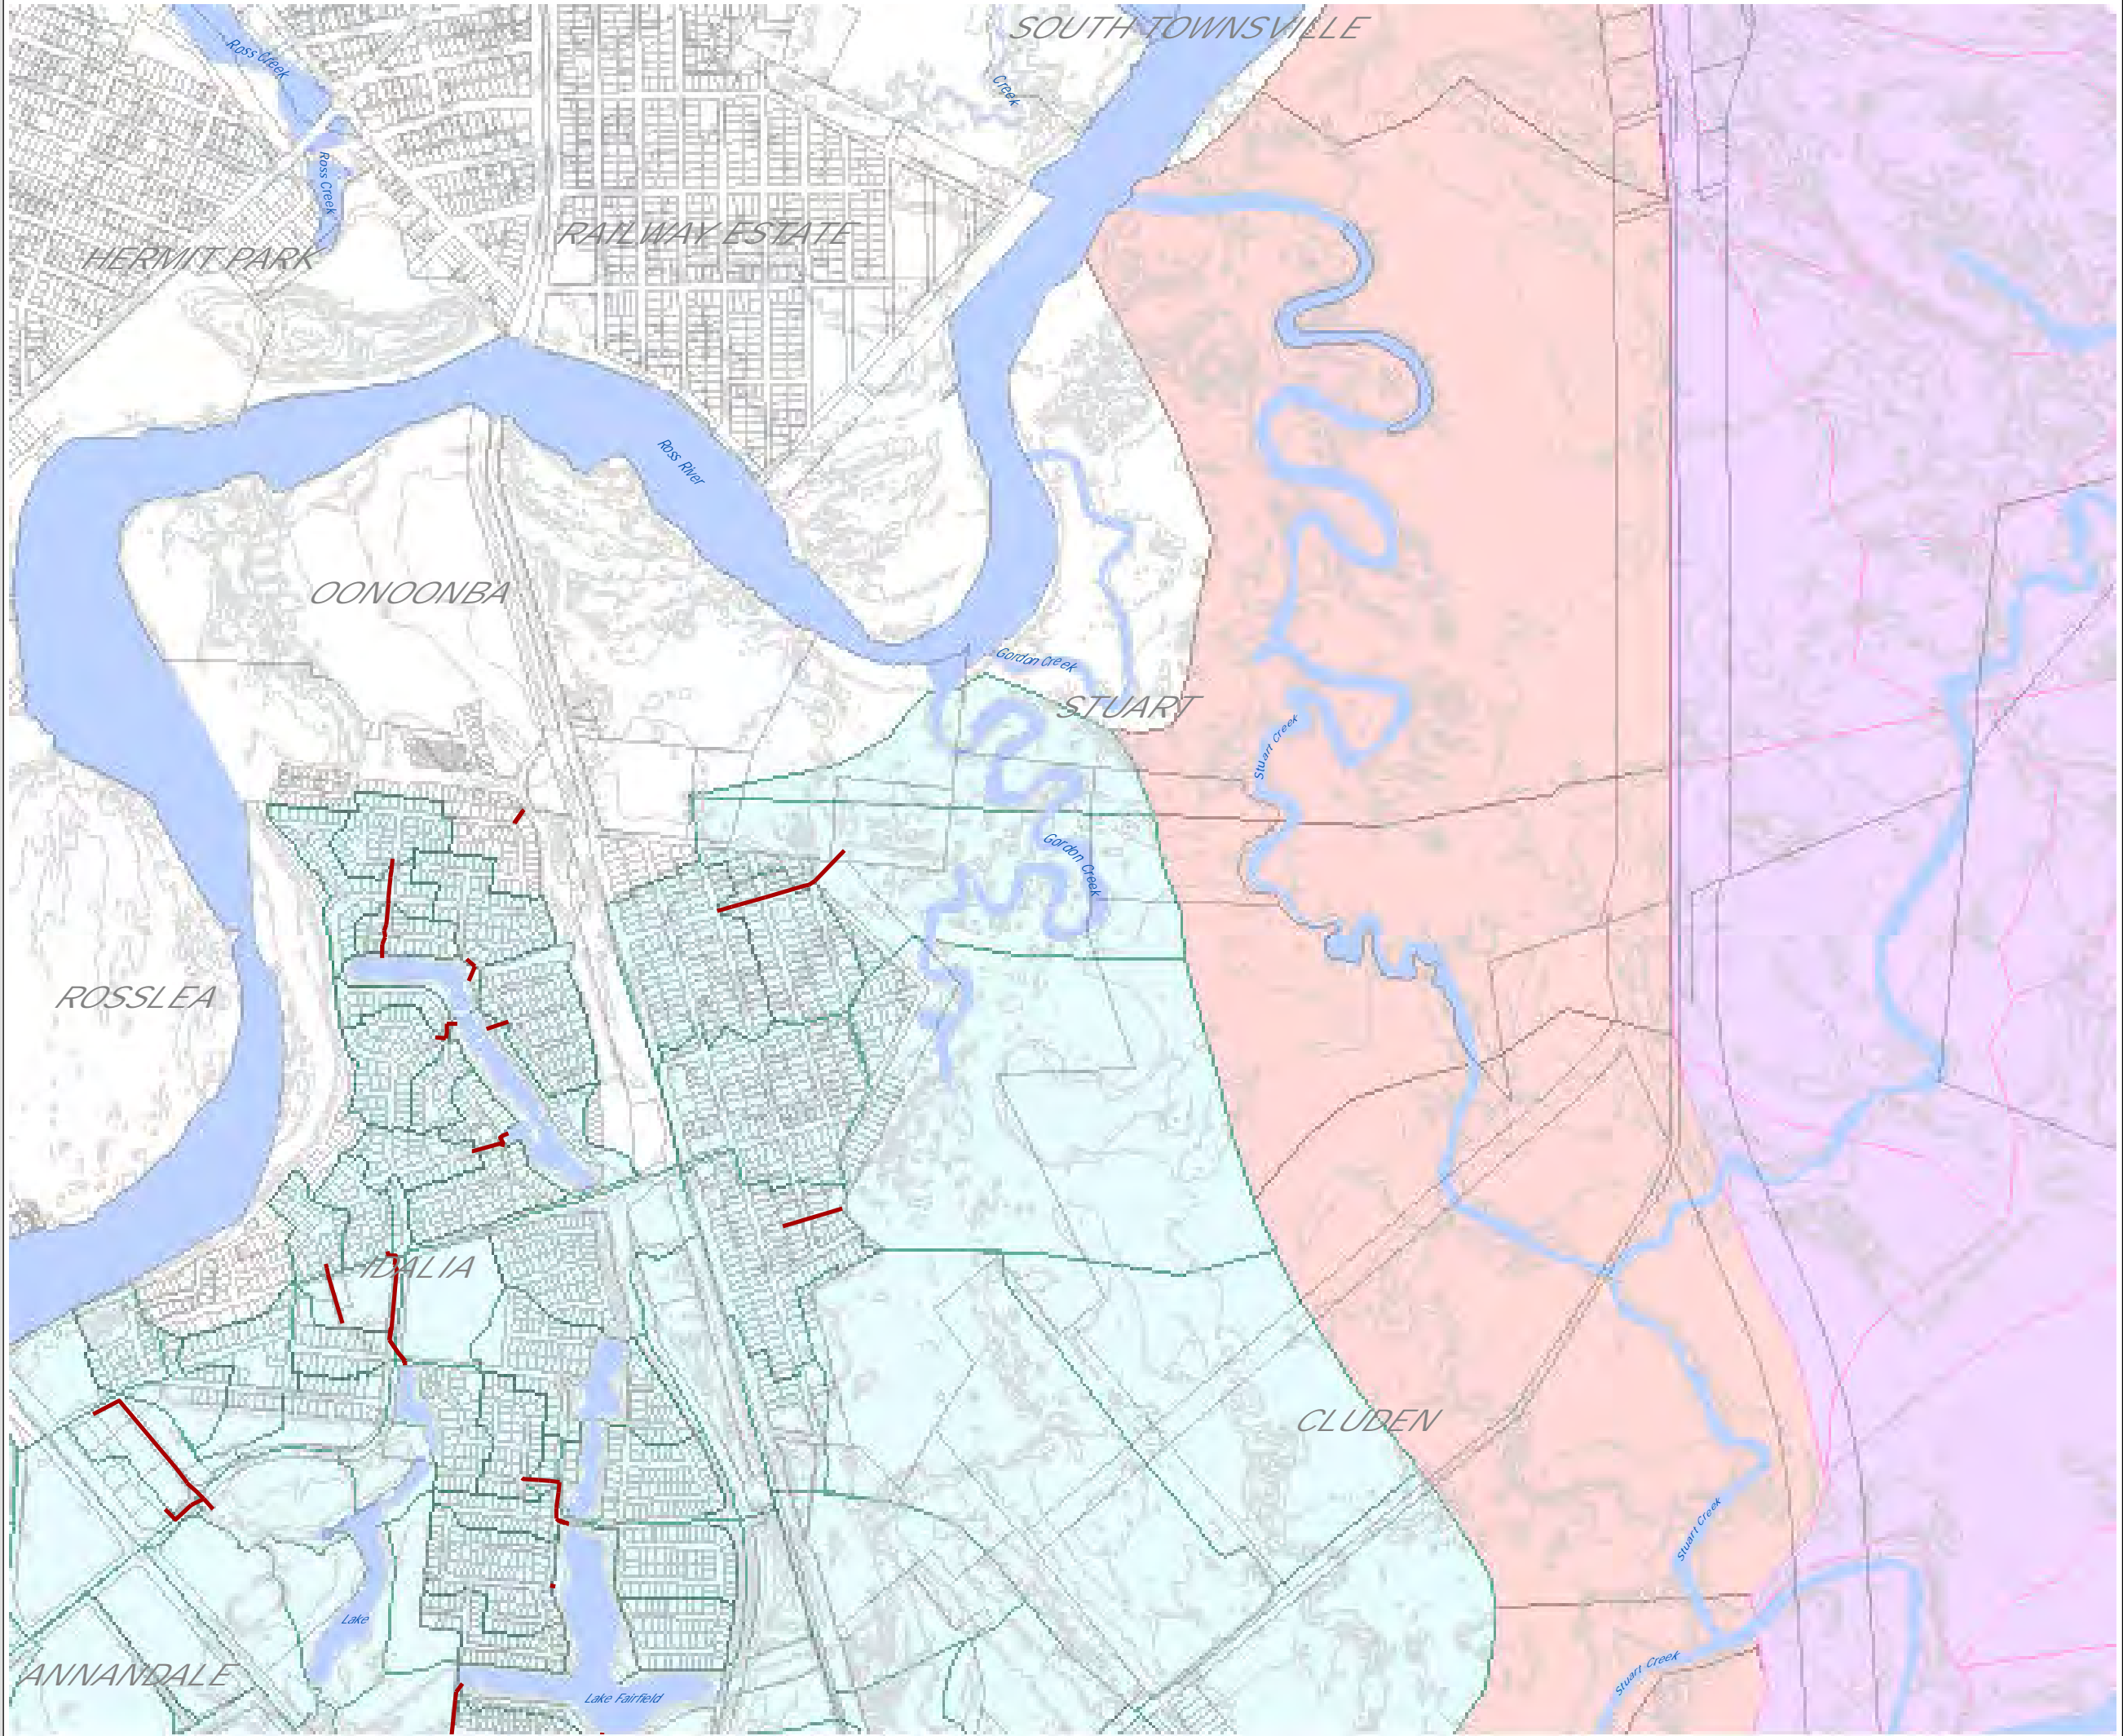 SOUTH TOWNSVILLE
Ross Creek
Creek
Ross Creek
RAILWAY ESTATE
HERMIT PARK
Ross River
OONOONBA
Gordon Creek
STUART
Stuart Creek
Gordon Creek
ROSSLEA
IDALIA
CLUDEN
Stuart Creek
Lake
Stuart Creek
ANNANDALE
Lake Fairfield